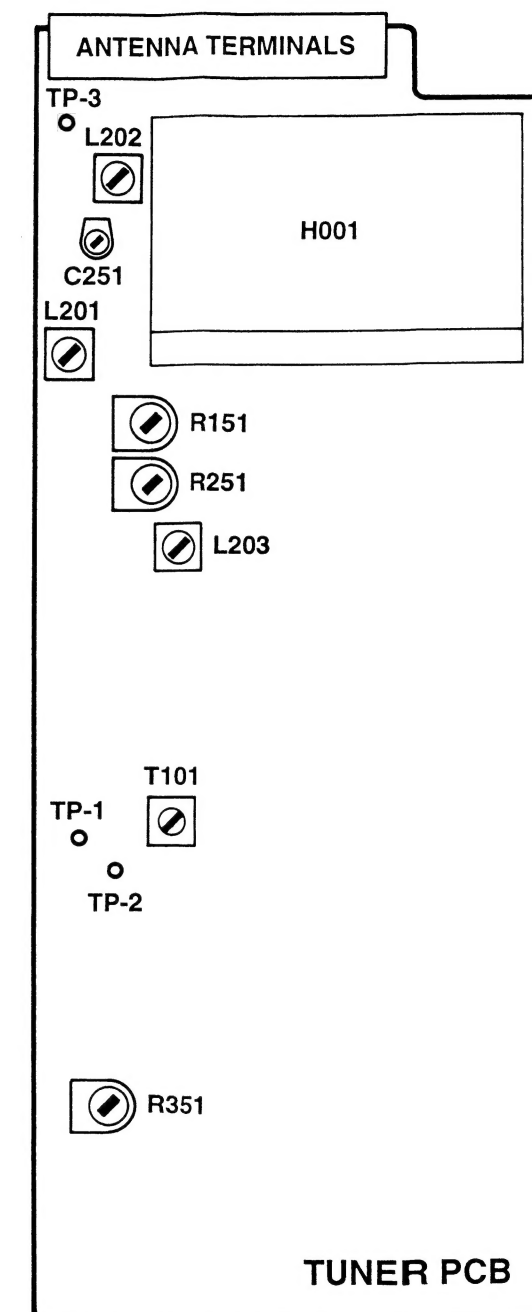 ANTENNA TERMINALS
TP-3
L202
H001
C251
L201
R151
R251
L203
T101
TP-1
TP-2
R351
TUNER PCB